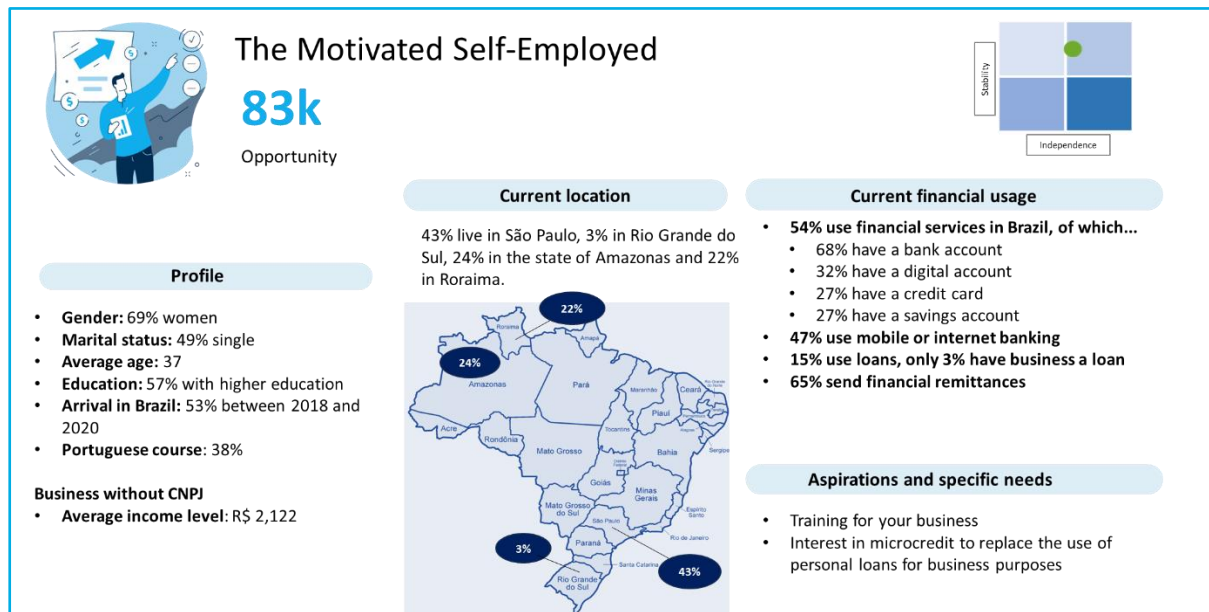 The Motivated Self-Employed
83k
Opportunity
Stability
Independence
Profile
• Gender: 69% women
• Marital status: 49% single
• Average age: 37
• Education: 57% with higher education
• Arrival in Brazil: 53% between 2018 and
2020
• Portuguese course: 38%
Business without CNPJ
• Average income level: R$ 2,122
Current location
43% live in São Paulo, 3% in Rio Grande do
Sul, 24% in the state of Amazonas and 22%
in Roraima.
22%
Roraima
Amapá
24%
Amazonas
Pará
Maranhão
Ceará
Rio Grande do Norte
Piauí
Acre
Rondônia
Tocantins
Sergipe
Mato Grosso
Bahia
Goiás
Minas
Gerais
Mato Grosso
do Sul
Espírito
Santo
São Paulo
Rio de Janeiro
Paraná
3%
Santa Catarina
43%
Rio Grande
do Sul
Current financial usage
• 54% use financial services in Brazil, of which...
• 68% have a bank account
• 32% have a digital account
• 27% have a credit card
• 27% have a savings account
• 47% use mobile or internet banking
• 15% use loans, only 3% have business a loan
• 65% send financial remittances
Aspirations and specific needs
• Training for your business
• Interest in microcredit to replace the use of
personal loans for business purposes